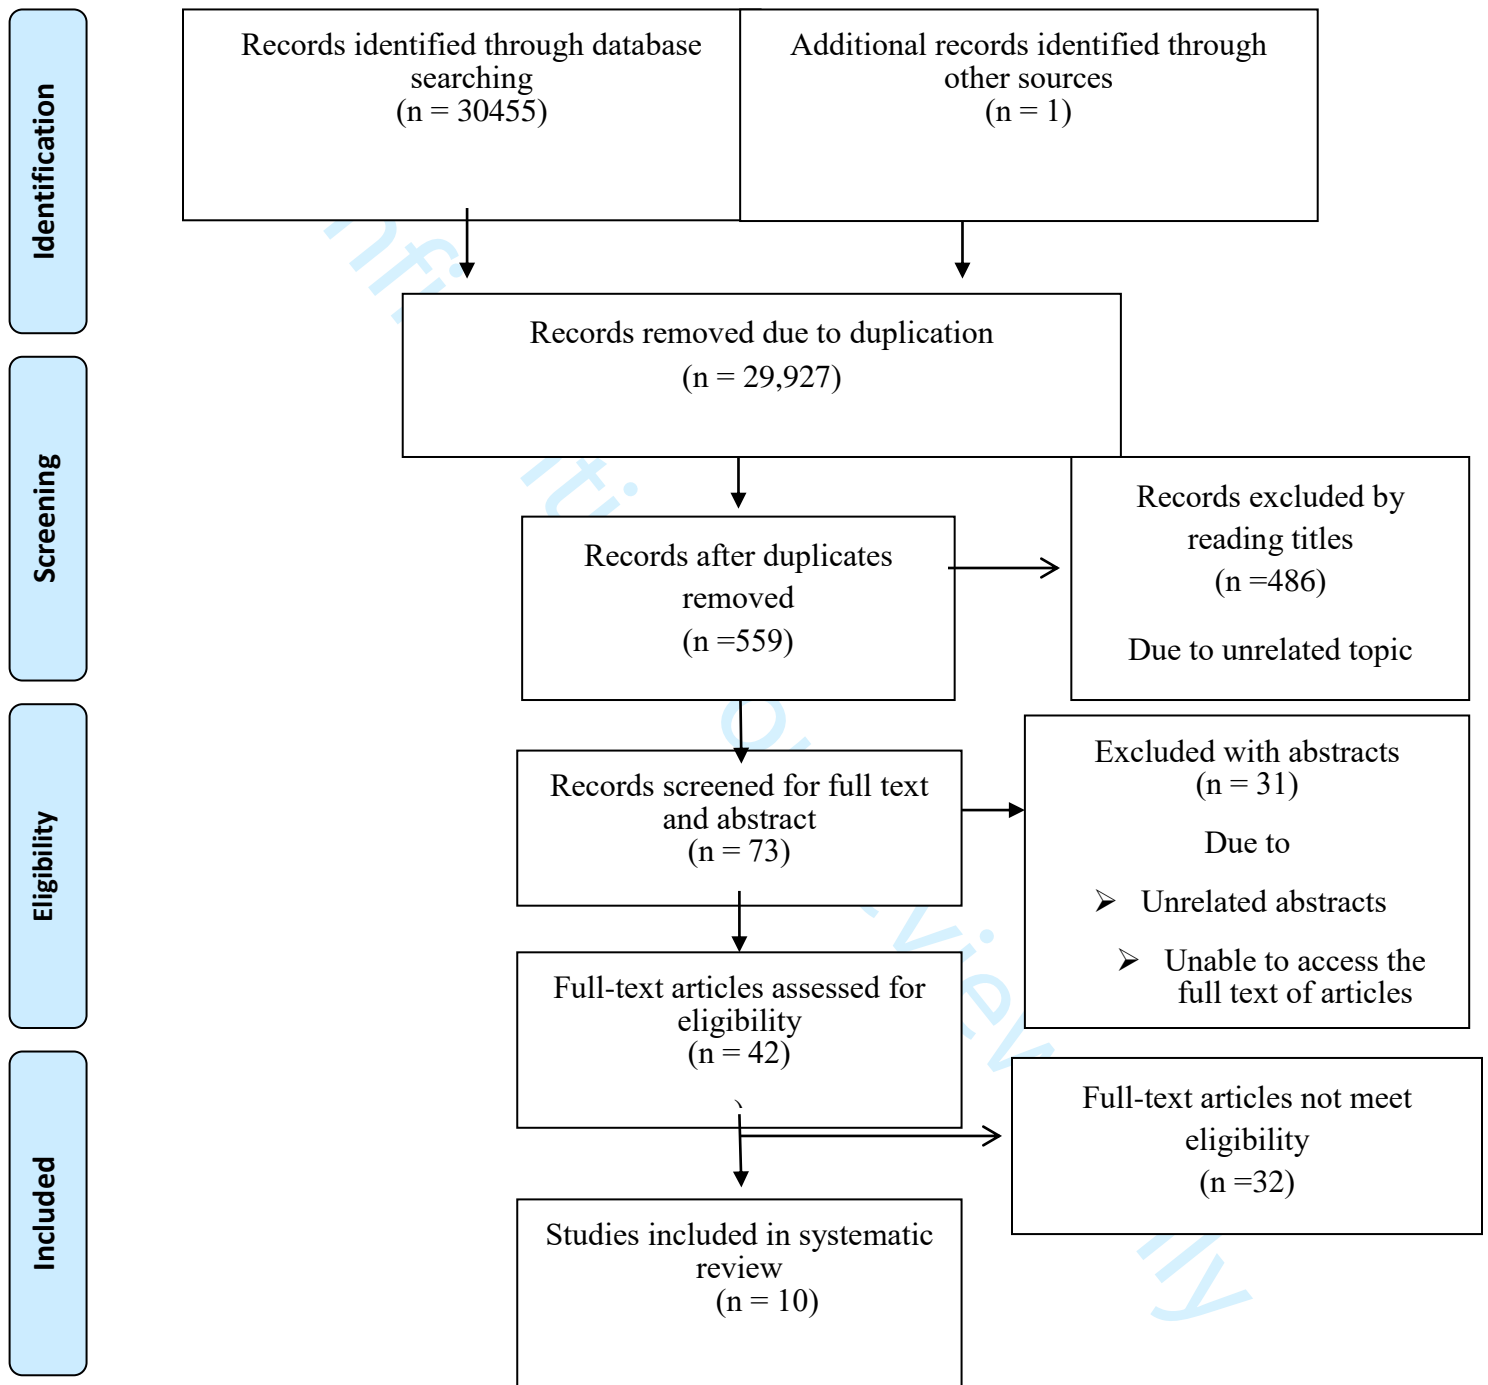 Identification
Records identified through database
searching
(n = 30455)
Additional records identified through
other sources
(n = 1)
Records removed due to duplication
(n = 29,927)
Screening
Records after duplicates
removed
(n =559)
Records excluded by
reading titles
(n =486)
Due to unrelated topic
Eligibility
Records screened for full text
and abstract
(n = 73)
Excluded with abstracts
(n = 31)
Due to
➢ Unrelated abstracts
➢ Unable to access the
full text of articles
Full-text articles assessed for
eligibility
(n = 42)
Included
Full-text articles not meet
eligibility
(n =32)
Studies included in systematic
review
(n = 10)